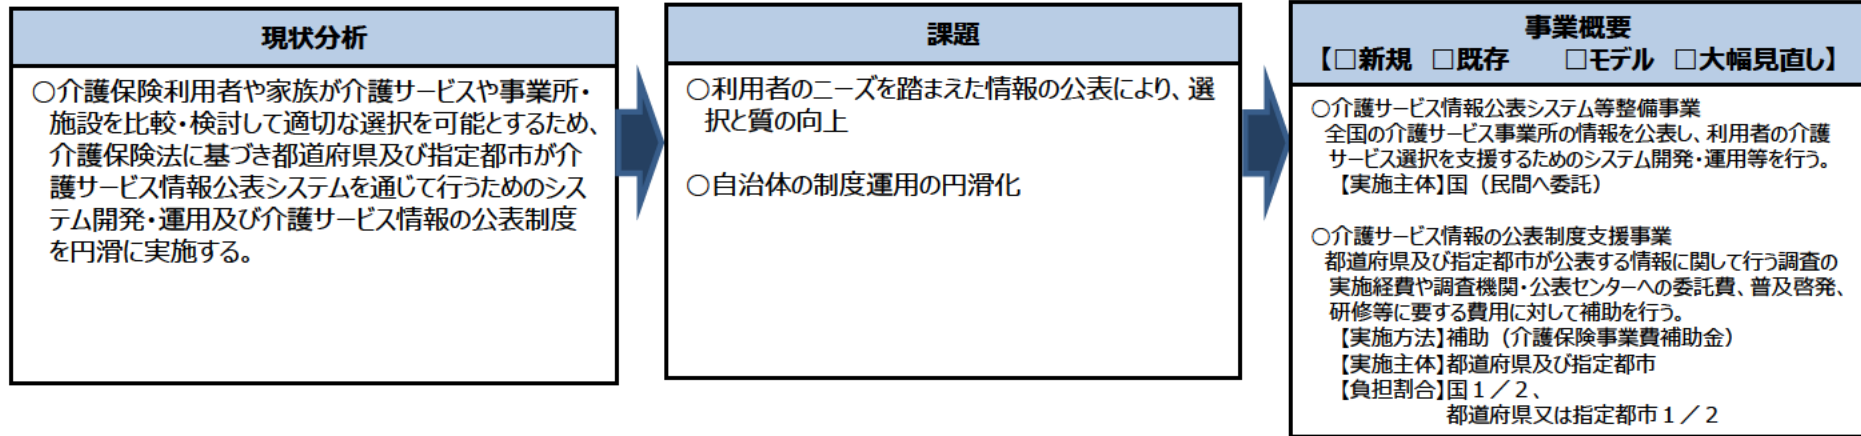 現状分析
○介護保険利用者や家族が介護サービスや事業所・
施設を比較・検討して適切な選択を可能とするため、
介護保険法に基づき都道府県及び指定都市が介
護サービス情報公表システムを通じて行うためのシス
テム開発・運用及び介護サービス情報の公表制度
を円滑に実施する。
課題
○利用者のニーズを踏まえた情報の公表により、選
択と質の向上
○自治体の制度運用の円滑化
事業概要
【□新規 □既存 □モデル □大幅見直し】
○介護サービス情報公表システム等整備事業
全国の介護サービス事業所の情報を公表し、利用者の介護
サービス選択を支援するためのシステム開発・運用等を行う。
【実施主体】国（民間へ委託）
○介護サービス情報の公表制度支援事業
都道府県及び指定都市が公表する情報に関して行う調査の
実施経費や調査機関・公表センターへの委託費、普及啓発、
研修等に要する費用に対して補助を行う。
【実施方法】補助（介護保険事業費補助金）
【実施主体】都道府県及び指定都市
【負担割合】国１／２、
都道府県又は指定都市１／２